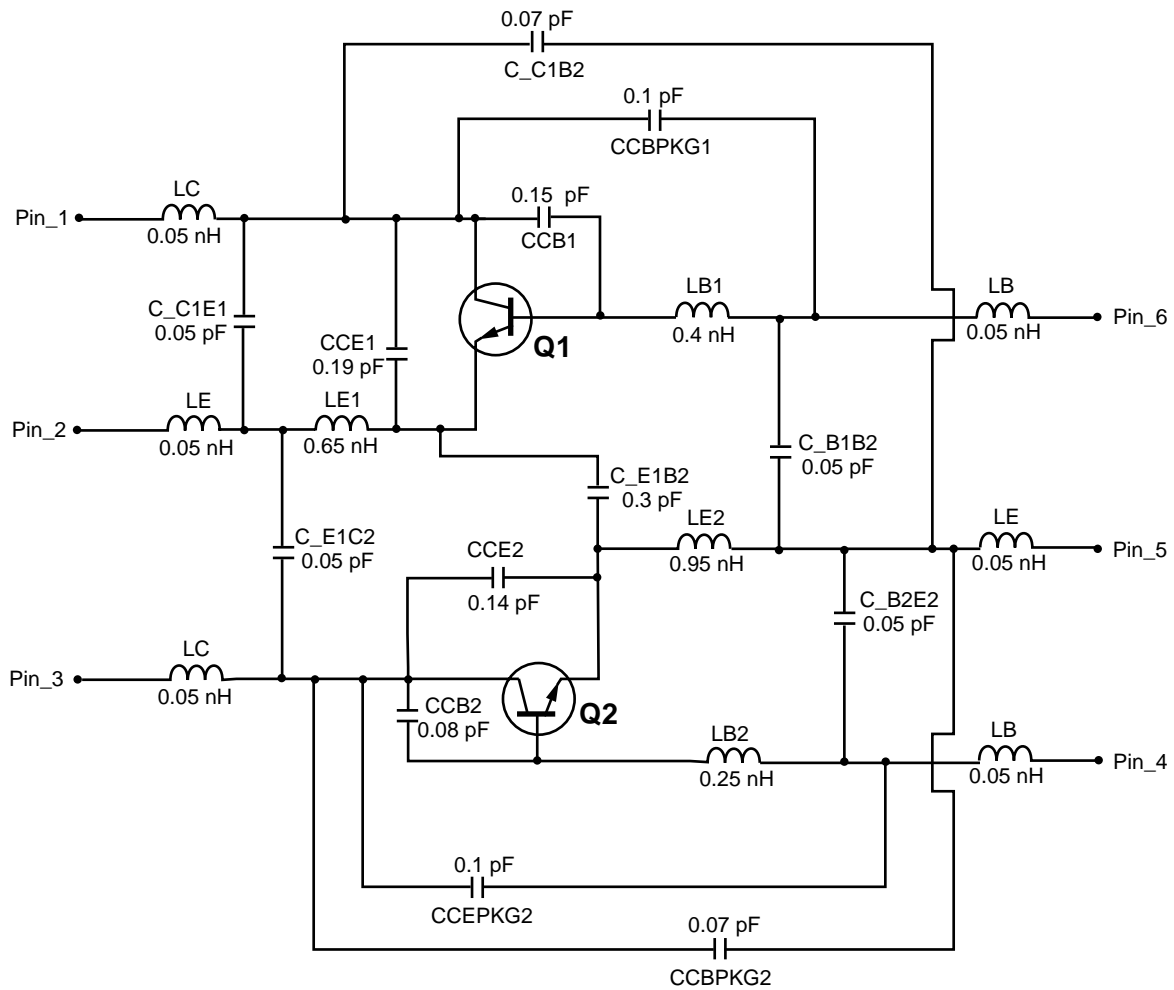 0.07 pF
C_C1B2
0.1 pF
CCBPKG1
LC
0.15 pF
Pin_1
0.05 nH
CCB1
C_C1E1
0.05 pF
LB1
LB
Q1
Pin_6
0.4 nH
0.05 nH
CCE1
0.19 pF
LE
LE1
Pin_2
0.05 nH
0.65 nH
C_B1B2
0.05 pF
C_E1B2
0.3 pF
LE2
LE
C_E1C2
0.05 pF
CCE2
0.95 nH
0.05 nH
Pin_5
0.14 pF
C_B2E2
0.05 pF
LC
Pin_3
0.05 nH
CCB2
0.08 pF
Q2
LB2
LB
0.25 nH
0.05 nH
Pin_4
0.1 pF
CCEPKG2
0.07 pF
CCBPKG2